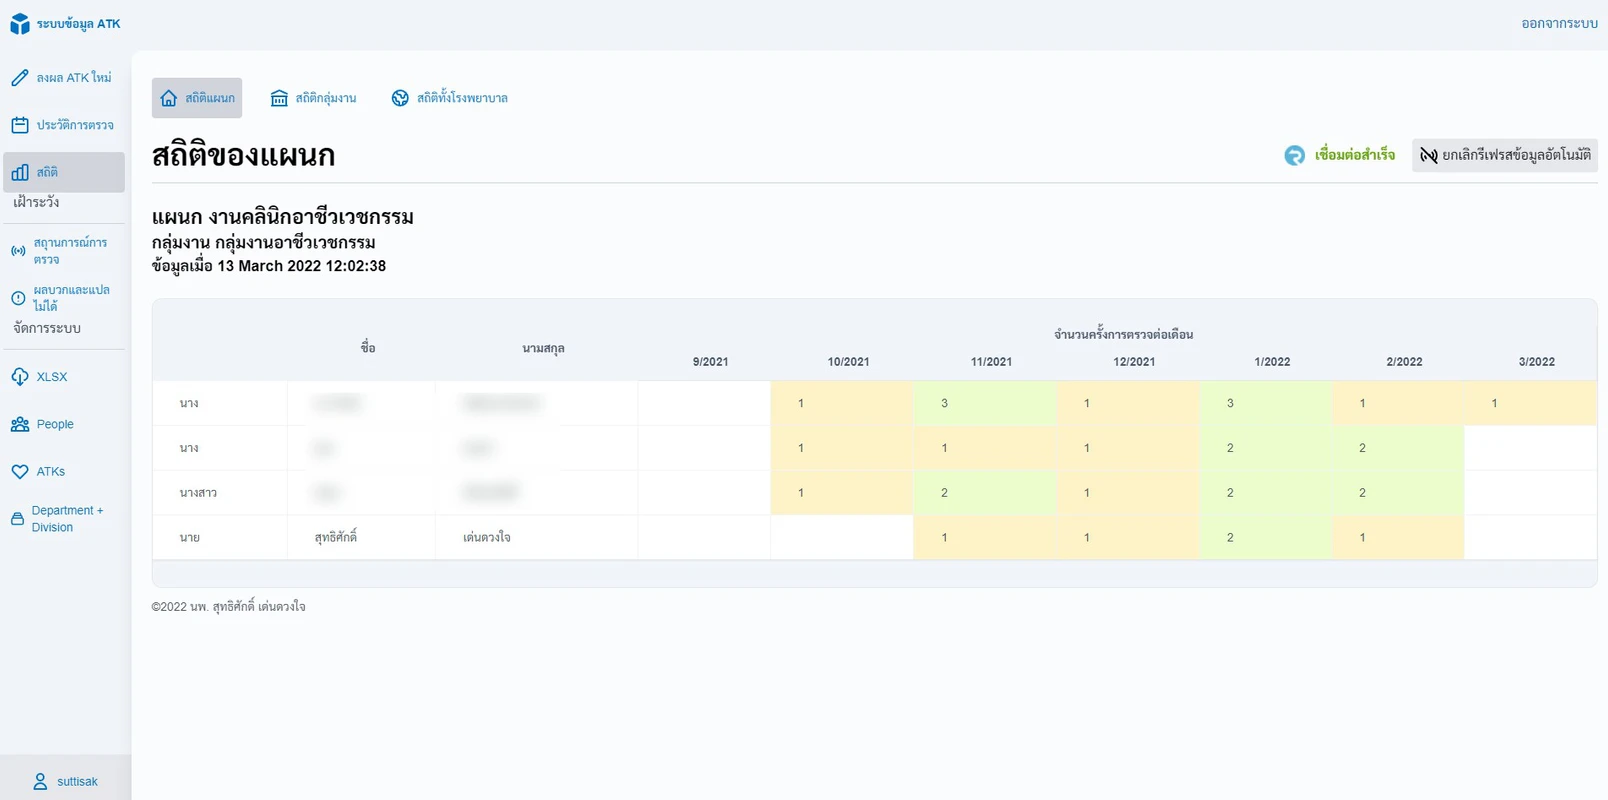 ระบบข้อมูล ATK
ออกจากระบบ
ลงผล ATK ใหม่
ประวัติการตรวจ
สถิติ
เฝ้าระวัง
สถานการณ์การ
ตรวจ
ผลบวกและแปล
ไม่ได้
จัดการระบบ
XLSX
People
ATKs
Department +
Division
suttisak
สถิติแผนก
สถิติกลุ่มงาน
สถิติทั้งโรงพยาบาล
สถิติของแผนก
เชื่อมต่อสำเร็จ
ยกเลิกรีเฟรสข้อมูลอัตโนมัติ
แผนก งานคลินิกอาชีวเวชกรรม
กลุ่มงาน กลุ่มงานอาชีวเวชกรรม
ข้อมูลเมื่อ 13 March 2022 12:02:38
จำนวนครั้งการตรวจต่อเดือน
ชื่อ นามสกุล
9/2021 10/2021 11/2021 12/2021 1/2022 2/2022 3/2022
นาง 1 3 1 3 1 1
นาง 1 1 1 2 2
นางสาว 1 2 1 2 2
นาย สุทธิศักดิ์ เด่นดวงใจ 1 1 2 1
©2022 นพ. สุทธิศักดิ์ เด่นดวงใจ